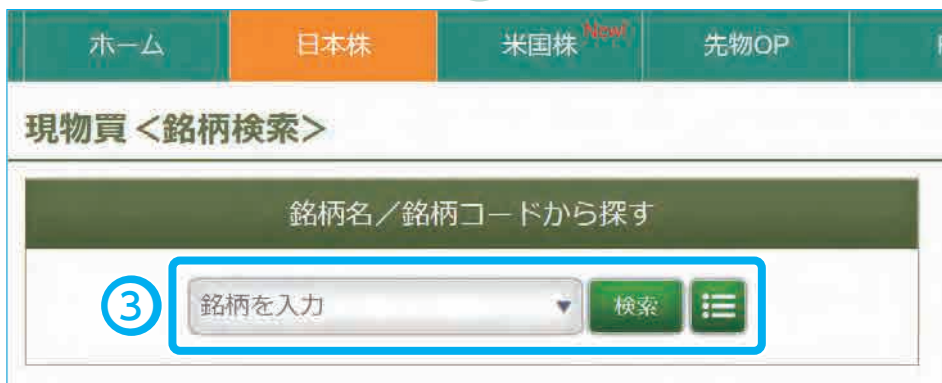 ホーム 日本株 米国株 Now! 先物OP
現物買 <銘柄検索>
銘柄名／銘柄コードから探す
③ 銘柄を入力 ▼ 検索